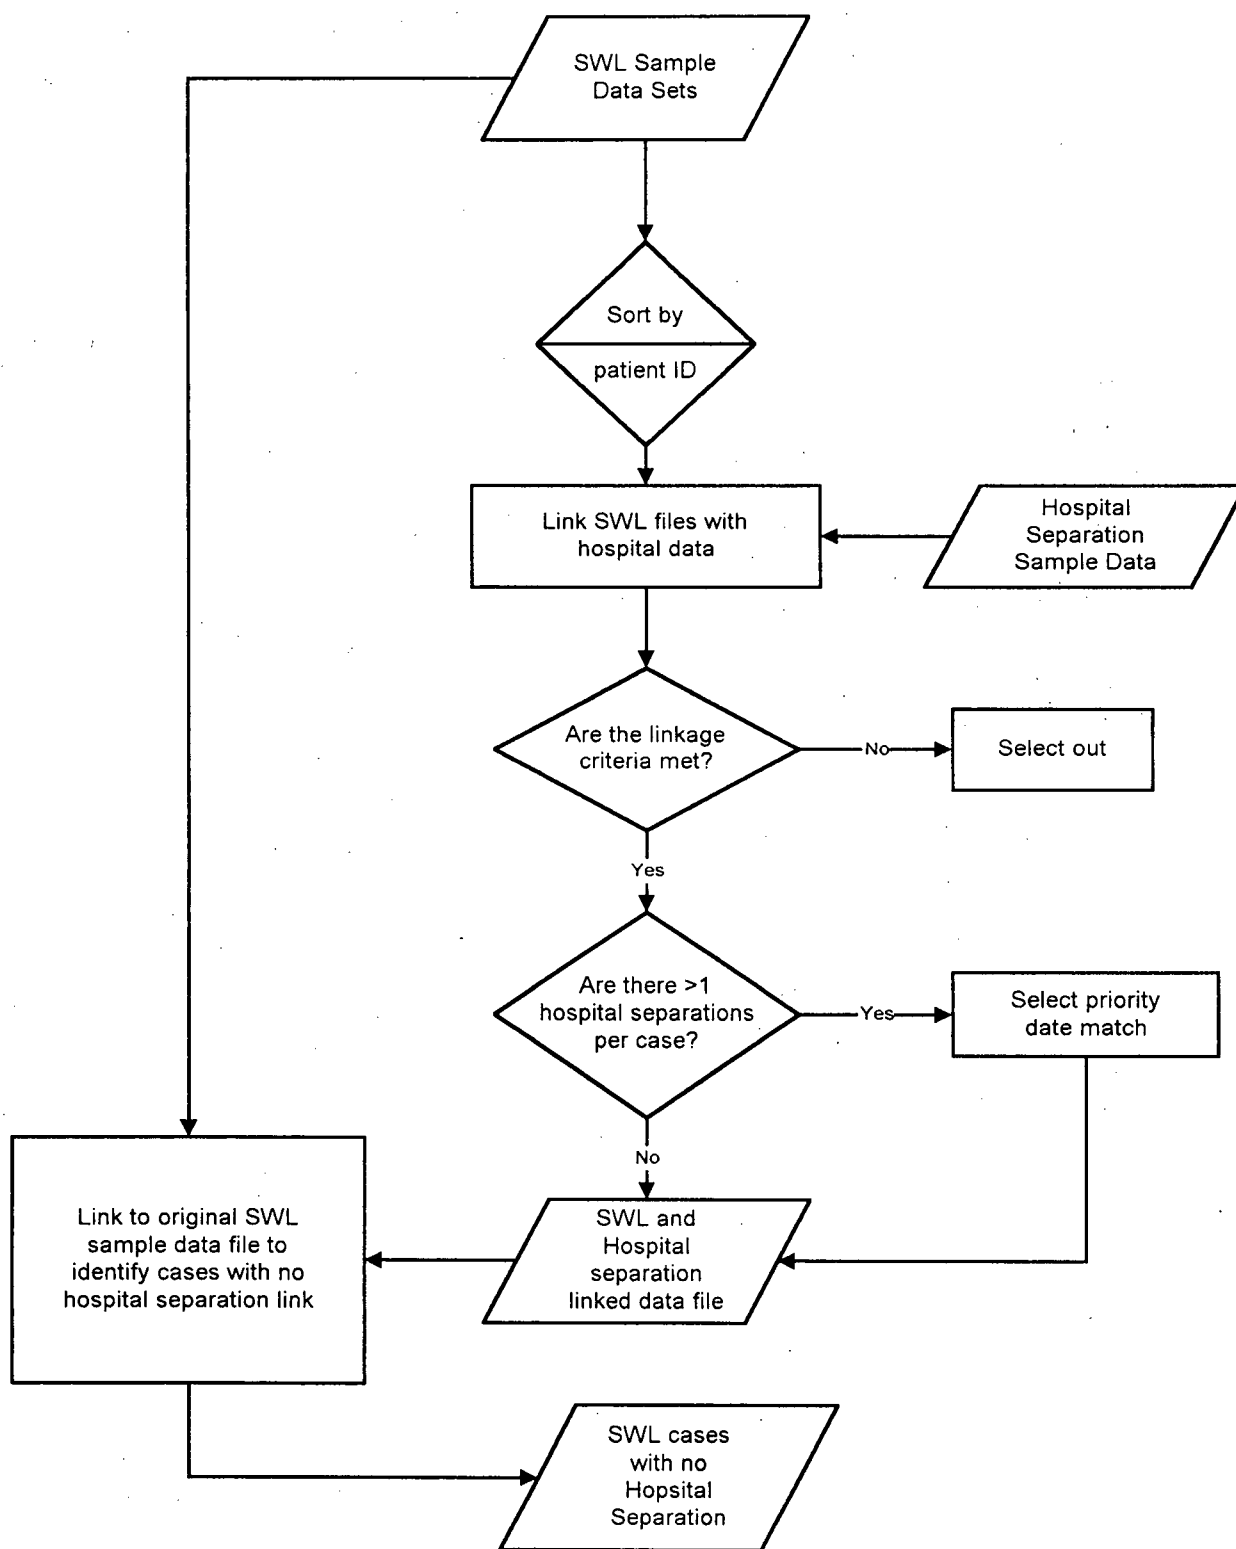 SWL Sample
Data Sets
Sort by
patient ID
Link SWL files with
hospital data
Hospital
Separation
Sample Data
Are the linkage
criteria met?
No
Select out
Yes
Are there >1
hospital separations
per case?
Yes
Select priority
date match
No
SWL and
Hospital
separation
linked data file
Link to original SWL
sample data file to
identify cases with no
hospital separation link
SWL cases
with no
Hopsital
Separation